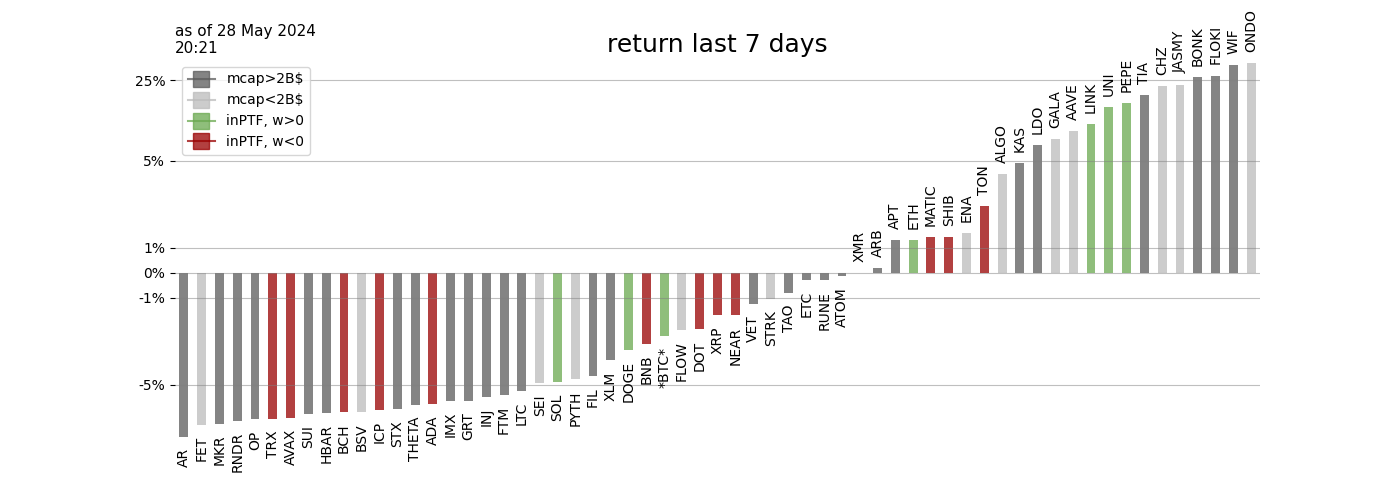 as of 28 May 2024
20:21
return last 7 days
mcap>2B$
mcap<2B$
inPTF, w>0
inPTF, w<0
25%
5%
1%
0%
-1%
-5%
AR
FET
MKR
RNDR
OP
TRX
AVAX
SUI
HBAR
BCH
BSV
ICP
STX
THETA
ADA
IMX
GRT
INJ
FTM
LTC
SEI
SOL
PYTH
FIL
XLM
DOGE
BNB
*BTC*
FLOW
DOT
XRP
NEAR
VET
STRK
TAO
ETC
RUNE
ATOM
XMR
ARB
APT
ETH
MATIC
SHIB
ENA
TON
ALGO
KAS
LDO
GALA
AAVE
LINK
UNI
PEPE
TIA
CHZ
JASMY
BONK
FLOKI
WIF
ONDO